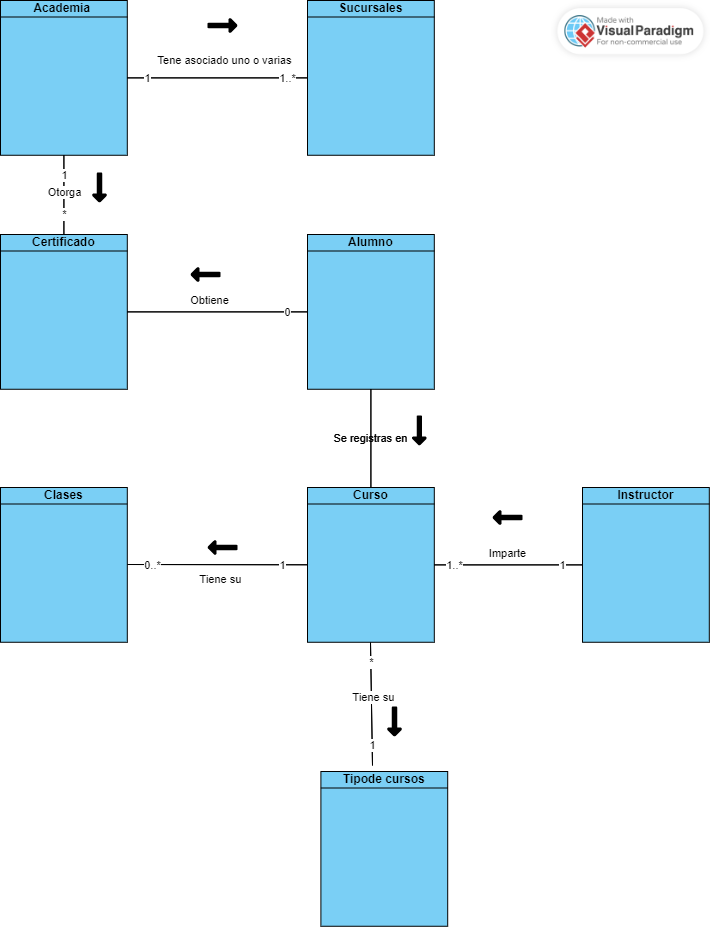 Academia
Sucursales
Made with
Visual Paradigm
For non-commercial use
Tene asociado uno o varias
1
1..*
1
Otorga
*
Certificado
Alumno
Obtiene
0
Se registras en
Clases
Curso
Instructor
Imparte
0..*
1
1..*
1
Tiene su
*
Tiene su
1
Tipode cursos